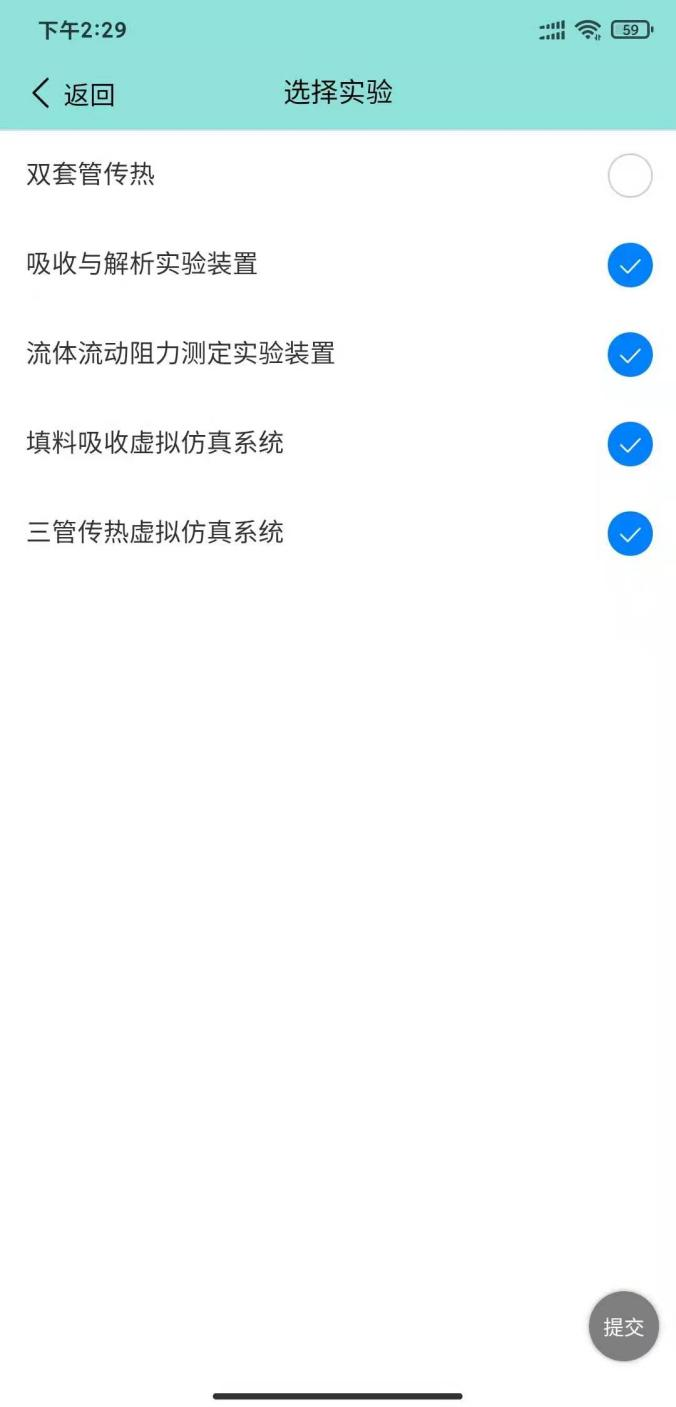 下午2:29
59
返回
选择实验
双套管传热
吸收与解析实验装置
流体流动阻力测定实验装置
填料吸收虚拟仿真系统
三管传热虚拟仿真系统
提交